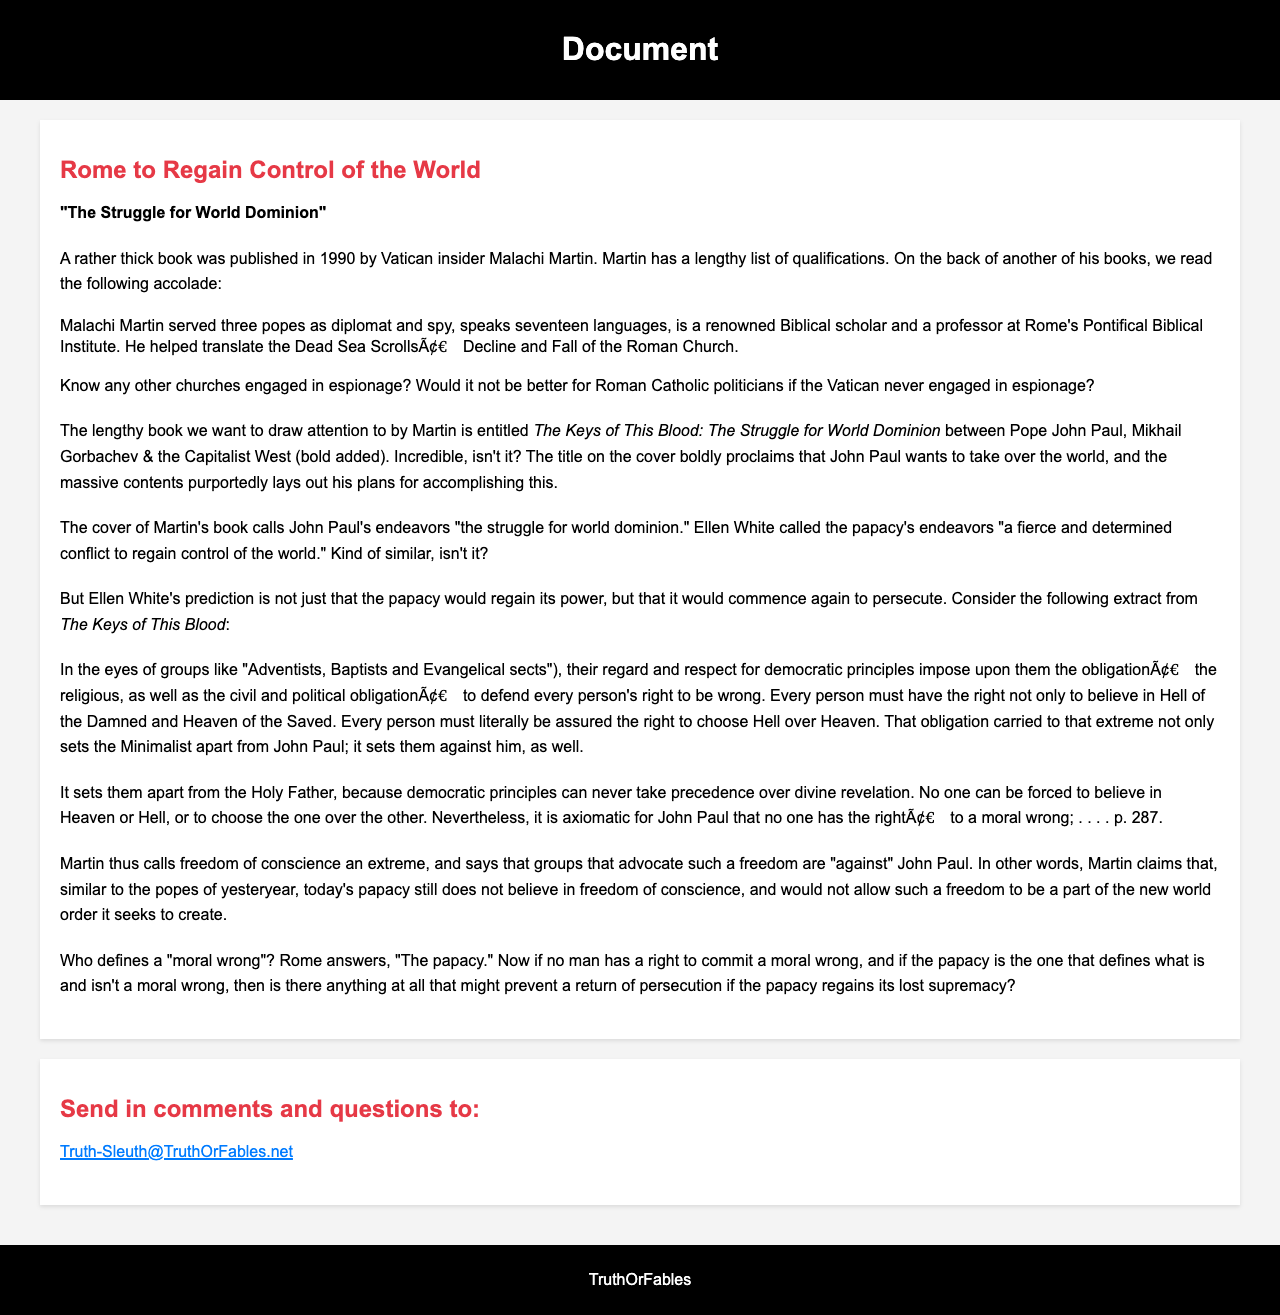 Document
Rome to Regain Control of the World
"The Struggle for World Dominion"
A rather thick book was published in 1990 by Vatican insider Malachi Martin. Martin has a lengthy list of qualifications. On the back of another of his books, we read
the following accolade:
Malachi Martin served three popes as diplomat and spy, speaks seventeen languages, is a renowned Biblical scholar and a professor at Rome's Pontifical Biblical
Institute. He helped translate the Dead Sea ScrollsÃ¢€ Decline and Fall of the Roman Church.
Know any other churches engaged in espionage? Would it not be better for Roman Catholic politicians if the Vatican never engaged in espionage?
The lengthy book we want to draw attention to by Martin is entitled The Keys of This Blood: The Struggle for World Dominion between Pope John Paul, Mikhail
Gorbachev & the Capitalist West (bold added). Incredible, isn't it? The title on the cover boldly proclaims that John Paul wants to take over the world, and the
massive contents purportedly lays out his plans for accomplishing this.
The cover of Martin's book calls John Paul's endeavors "the struggle for world dominion." Ellen White called the papacy's endeavors "a fierce and determined
conflict to regain control of the world." Kind of similar, isn't it?
But Ellen White's prediction is not just that the papacy would regain its power, but that it would commence again to persecute. Consider the following extract from
The Keys of This Blood:
In the eyes of groups like "Adventists, Baptists and Evangelical sects"), their regard and respect for democratic principles impose upon them the obligationÃ¢€ the
religious, as well as the civil and political obligationÃ¢€ to defend every person's right to be wrong. Every person must have the right not only to believe in Hell of
the Damned and Heaven of the Saved. Every person must literally be assured the right to choose Hell over Heaven. That obligation carried to that extreme not only
sets the Minimalist apart from John Paul; it sets them against him, as well.
It sets them apart from the Holy Father, because democratic principles can never take precedence over divine revelation. No one can be forced to believe in
Heaven or Hell, or to choose the one over the other. Nevertheless, it is axiomatic for John Paul that no one has the rightÃ¢€ to a moral wrong; . . . . p. 287.
Martin thus calls freedom of conscience an extreme, and says that groups that advocate such a freedom are "against" John Paul. In other words, Martin claims that,
similar to the popes of yesteryear, today's papacy still does not believe in freedom of conscience, and would not allow such a freedom to be a part of the new world
order it seeks to create.
Who defines a "moral wrong"? Rome answers, "The papacy." Now if no man has a right to commit a moral wrong, and if the papacy is the one that defines what is
and isn't a moral wrong, then is there anything at all that might prevent a return of persecution if the papacy regains its lost supremacy?
Send in comments and questions to:
Truth-Sleuth@TruthOrFables.net
TruthOrFables